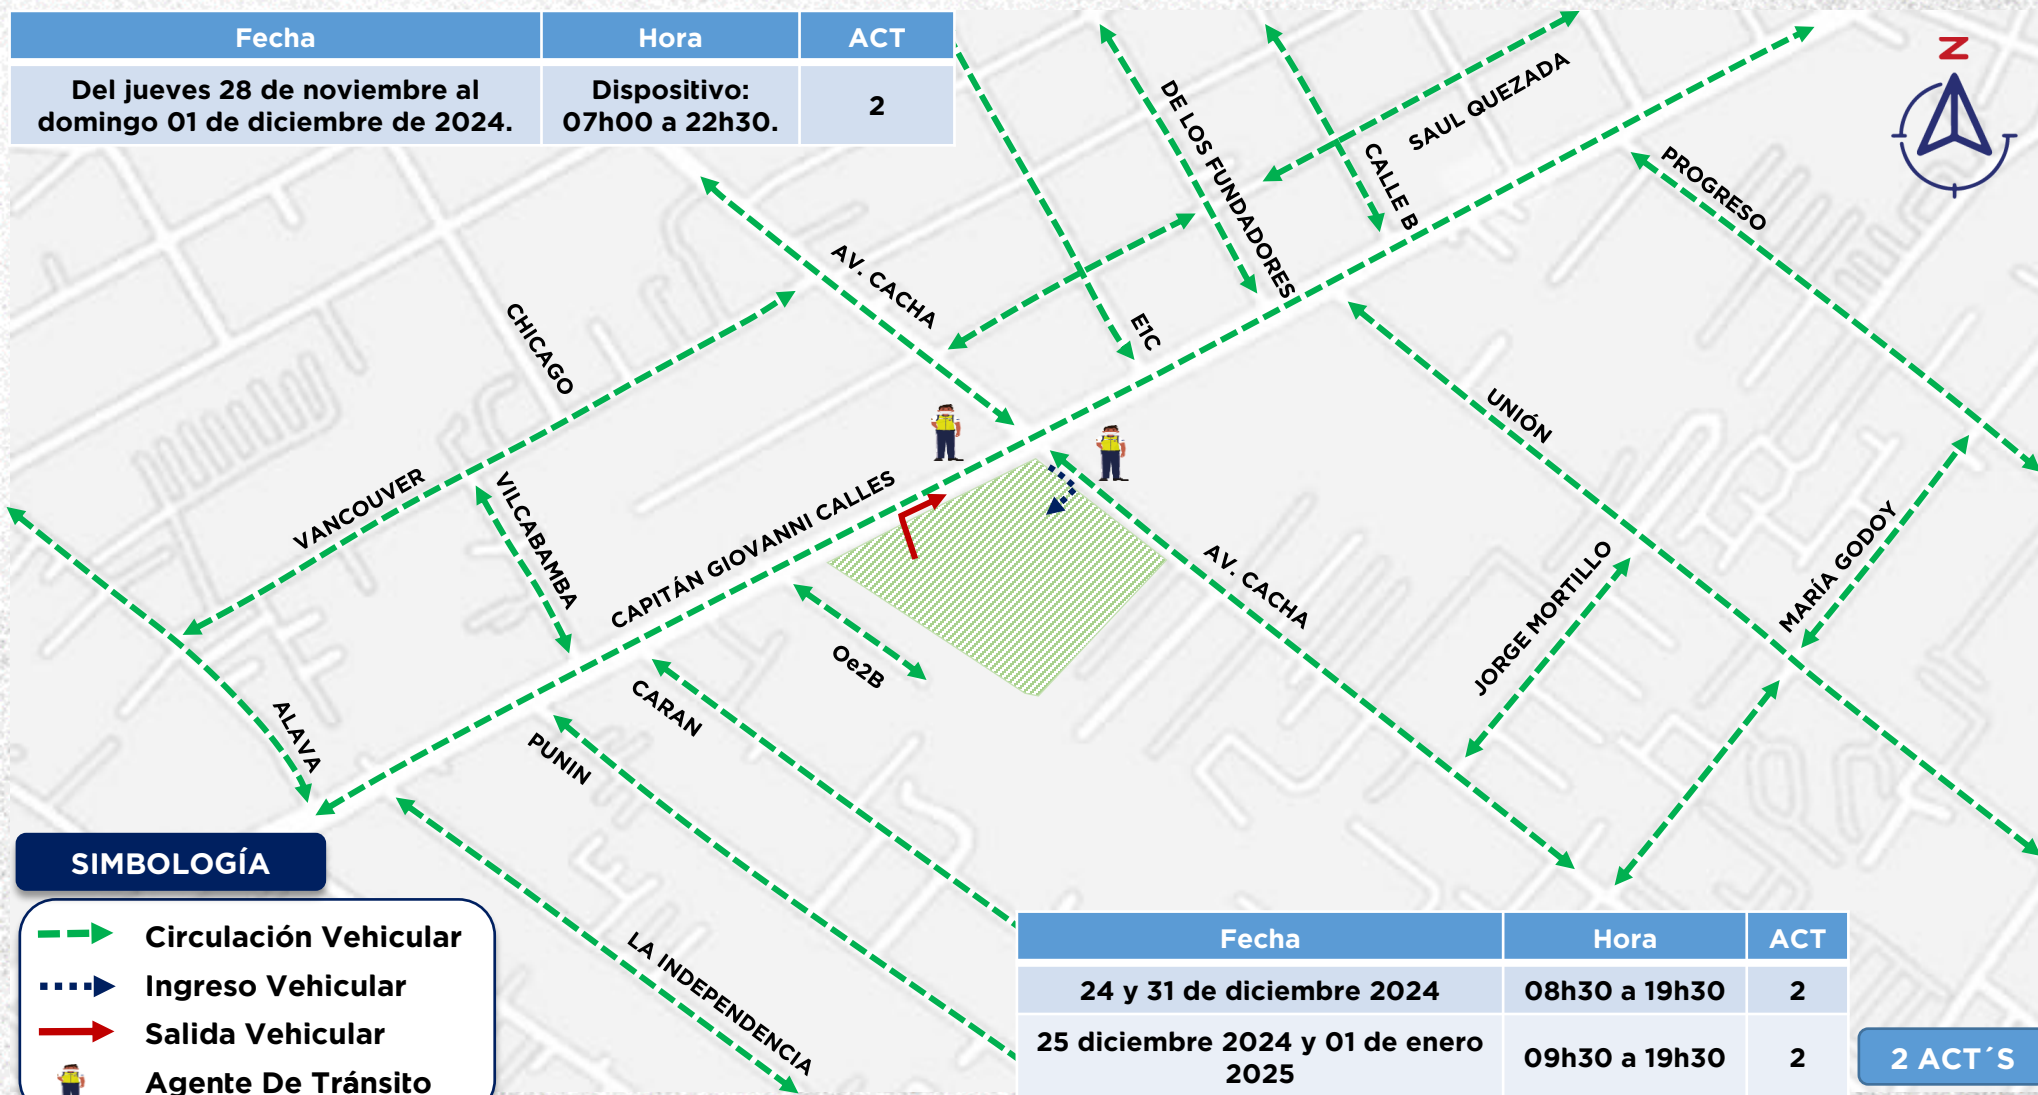 Fecha Hora ACT
Del jueves 28 de noviembre al
domingo 01 de diciembre de 2024.
Dispositivo:
07h00 a 22h30.
2
N
DE LOS FUNDADORES
SAUL QUEZADA
CALLE B
PROGRESO
AV. CACHA
E1C
CHICAGO
UNIÓN
VANCOUVER
VILCABAMBA
CAPITÁN GIOVANNI CALLES
AV. CACHA
JORGE MORTILLO
MARÍA GODOY
Oe2B
CARAN
PUNIN
ALAVA
LA INDEPENDENCIA
SIMBOLOGÍA
Circulación Vehicular
Ingreso Vehicular
Salida Vehicular
Agente De Tránsito
Fecha Hora ACT
24 y 31 de diciembre 2024 08h30 a 19h30 2
25 diciembre 2024 y 01 de enero
2025
09h30 a 19h30 2
2 ACT´S